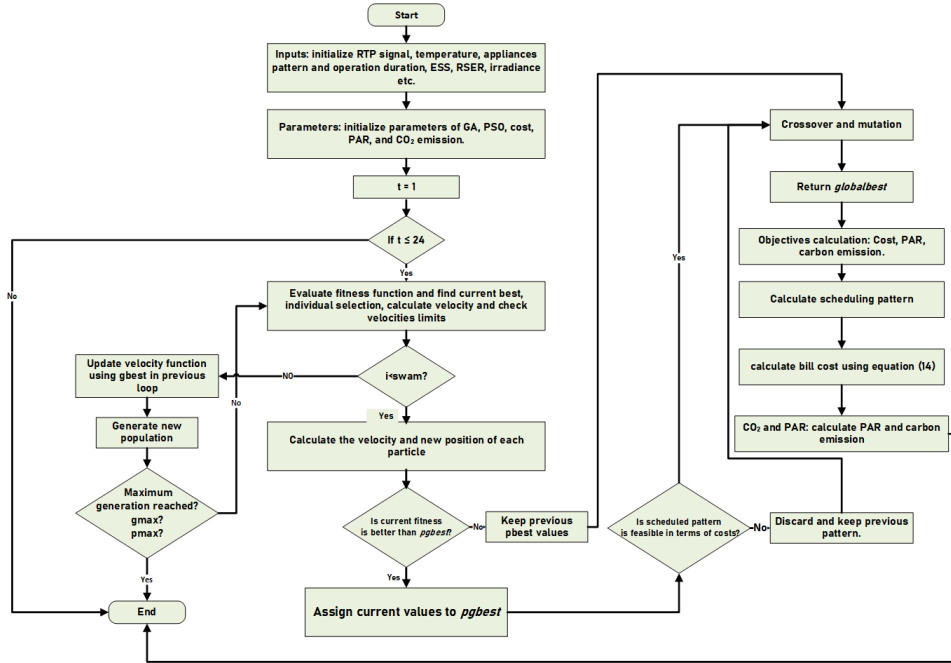 Start
Inputs: initialize RTP signal, temperature, appliances
pattern and operation duration, ESS, RSER, irradiance
etc.
Parameters: initialize parameters of GA, PSO, cost,
PAR, and CO₂ emission.
t = 1
If t ≤ 24
No
Yes
Evaluate fitness function and find current best,
individual selection, calculate velocity and check
velocities limits
Update velocity function
using gbest in previous
loop
NO
i<swam?
No
Generate new
population
Yes
Calculate the velocity and new position of each
particle
Maximum
generation reached?
gmax?
pmax?
Yes
End
Is current fitness
is better than pgbest?
No
Keep previous
pbest values
Yes
Assign current values to pgbest
Is scheduled pattern
is feasible in terms of costs?
No
Discard and keep previous
pattern.
Yes
Crossover and mutation
Return globalbest
Objectives calculation: Cost, PAR,
carbon emission.
Calculate scheduling pattern
calculate bill cost using equation (14)
CO₂ and PAR: calculate PAR and carbon
emission